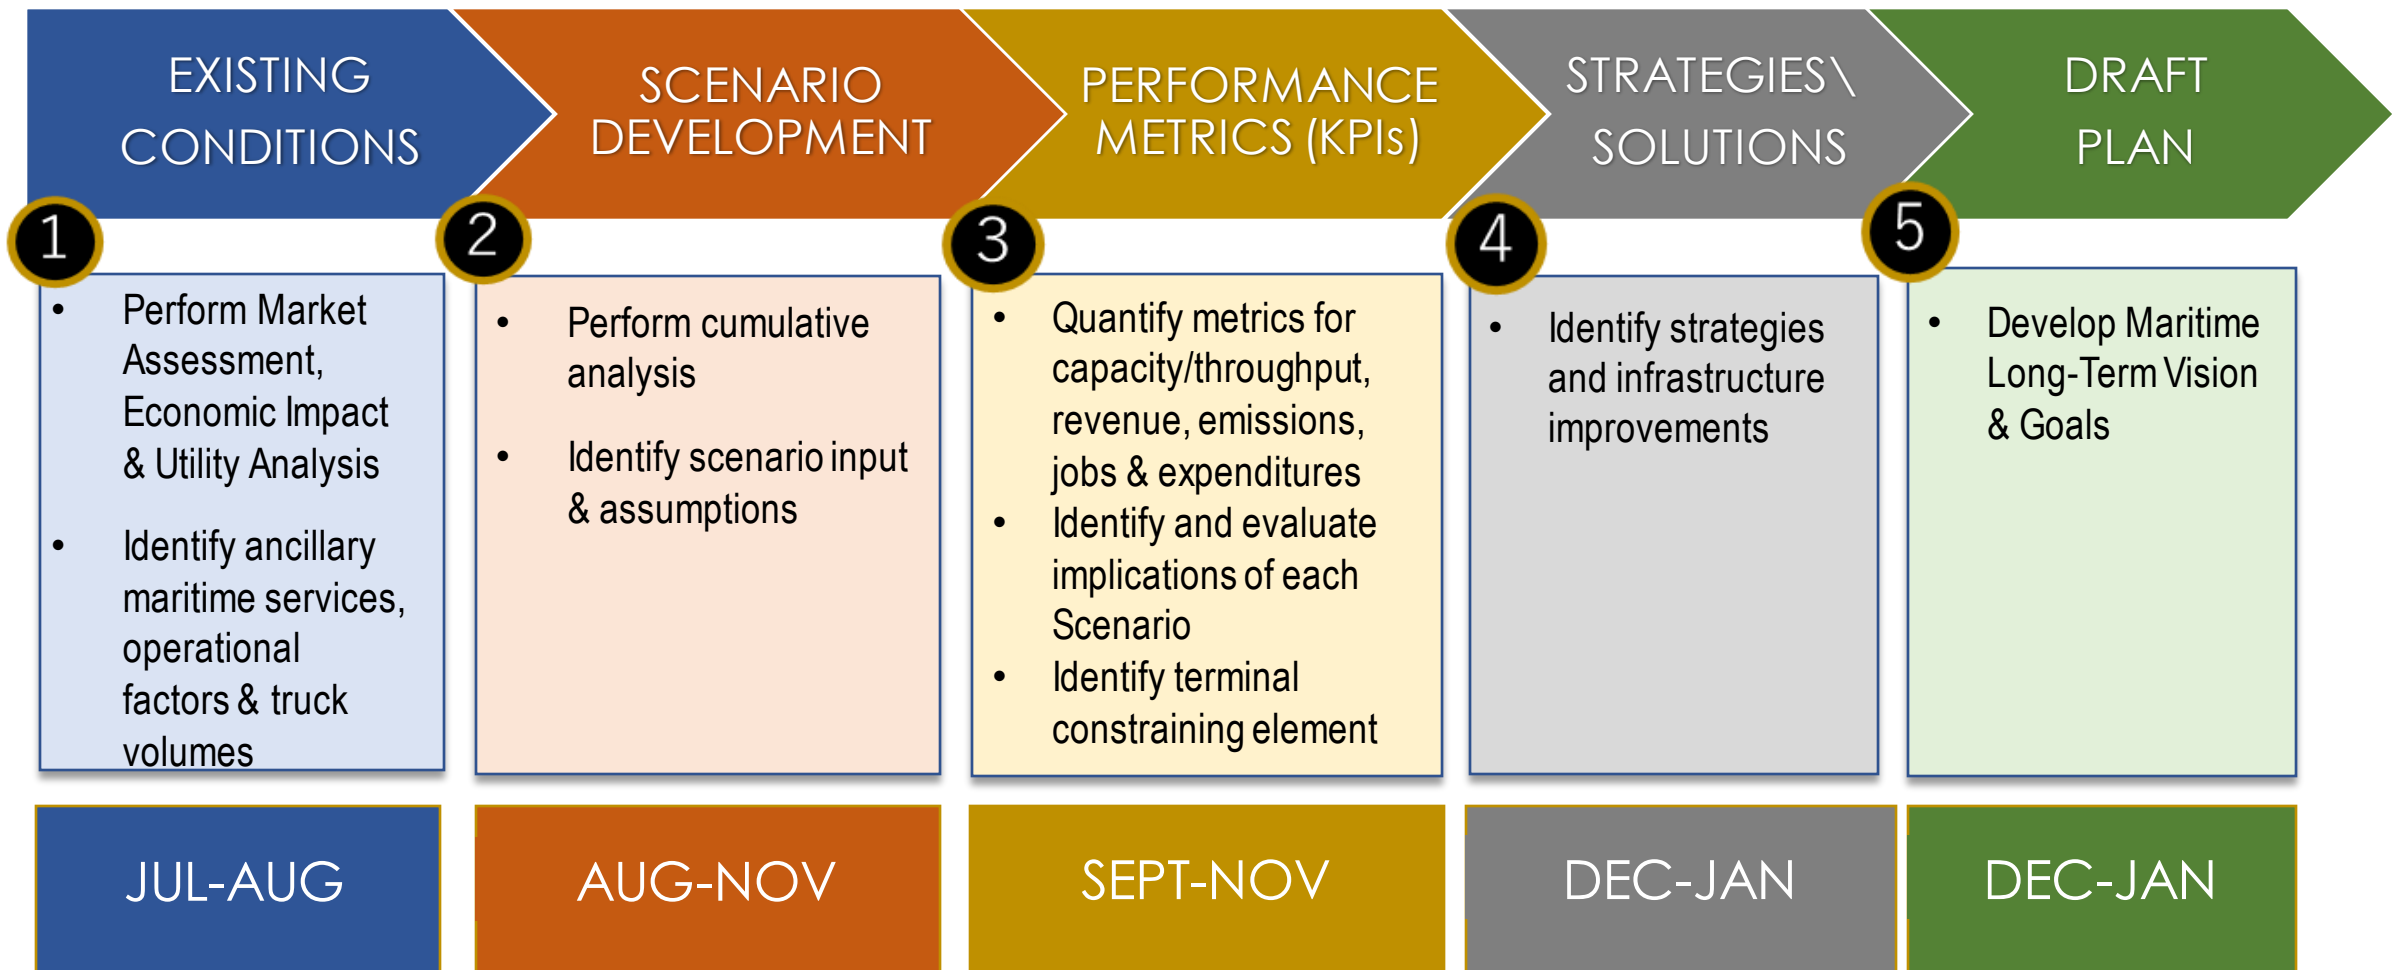 EXISTING
CONDITIONS
SCENARIO
DEVELOPMENT
PERFORMANCE
METRICS (KPIs)
STRATEGIES\
SOLUTIONS
DRAFT
PLAN
1
2
3
4
5
• Perform Market
Assessment,
Economic Impact
& Utility Analysis
• Identify ancillary
maritime services,
operational
factors & truck
volumes
• Perform cumulative
analysis
• Identify scenario input
& assumptions
• Quantify metrics for
capacity/throughput,
revenue, emissions,
jobs & expenditures
• Identify and evaluate
implications of each
Scenario
• Identify terminal
constraining element
• Identify strategies
and infrastructure
improvements
• Develop Maritime
Long-Term Vision
& Goals
JUL-AUG
AUG-NOV
SEPT-NOV
DEC-JAN
DEC-JAN